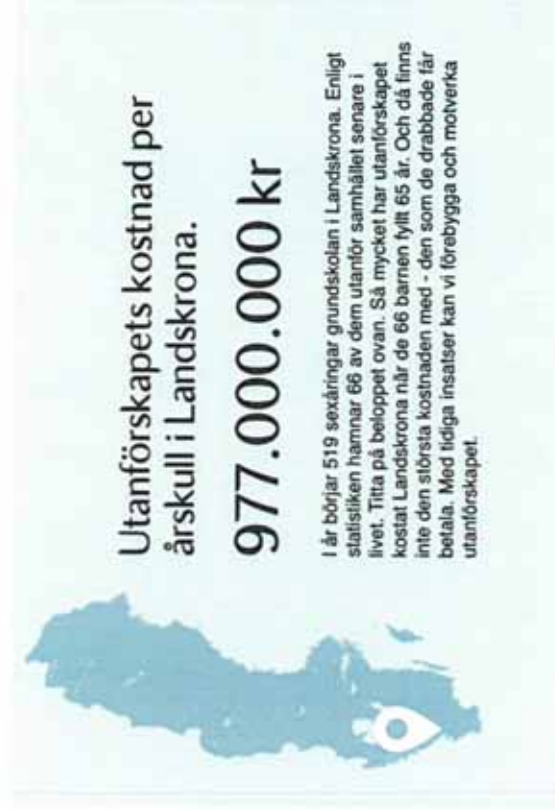 Utanförskapets kostnad per
årskull i Landskrona.
977.000.000 kr
I år börjar 519 sexåringar grundskolan i Landskrona. Enligt
statistiken hamnar 66 av dem utanför samhället senare i
livet. Titta på beloppet ovan. Så mycket har utanförskapet
kostat Landskrona når de 66 barnen fyllt 65 år. Och då finns
inte den största kostnaden med - den som de drabbade får
betala. Med tidiga insatser kan vi förebygga och motverka
utanförskapet.